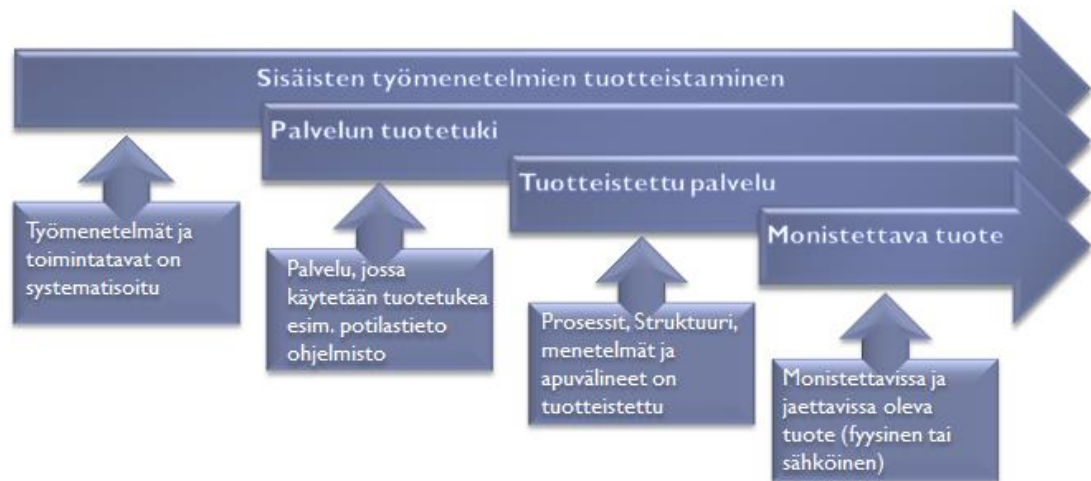 Sisäisten työmenetelmien tuotteistaminen
Palvelun tuotetuki
Tuotteistettu palvelu
Monistettava tuote
Työmenetelmät ja
toimintatavat on
systematisoitu
Palvelu, jossa
käytetään tuotetukea
esim. potilastieto
ohjelmisto
Prosessit, Struktuuri,
menetelmät ja
apuvälineet on
tuotteistettu
Monistettavissa ja
jaettavissa oleva
tuote (fyysinen tai
sähköinen)